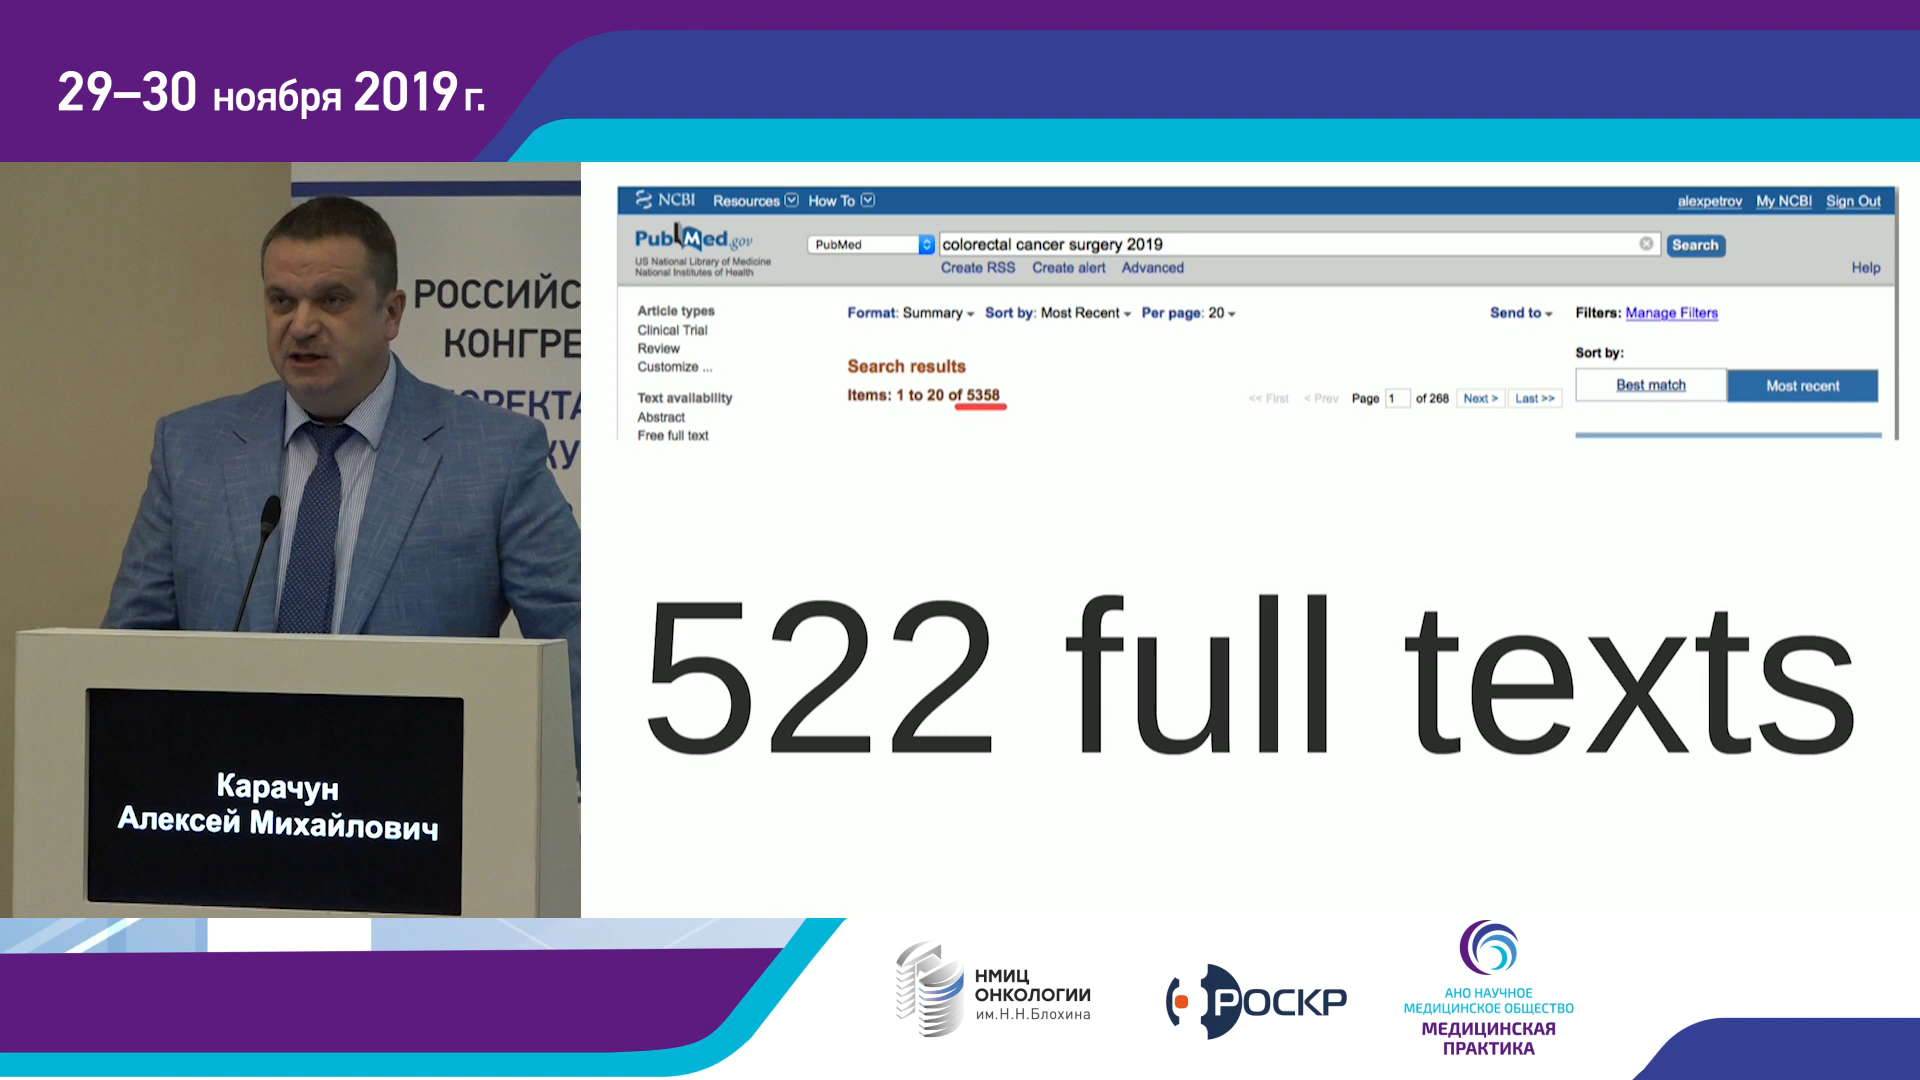 29–30 ноября 2019 г.
РОССИЙС
КОНГРЕ
Карачун
Алексей Михайлович
NCBI Resources How To
alexpetrov My NCBI Sign Out
PubMed.gov
US National Library of Medicine
National Institutes of Health
PubMed
colorectal cancer surgery 2019
Search
Create RSS Create alert Advanced
Help
Article types
Clinical Trial
Review
Customize ...
Text availability
Abstract
Free full text
Format: Summary Sort by: Most Recent Per page: 20
Send to
Search results
Items: 1 to 20 of 5358
<< First < Prev Page 1 of 268 Next > Last >>
Filters: Manage Filters
Sort by:
Best match Most recent
522 full texts
НМИЦ
ОНКОЛОГИИ
им.Н.Н.Блохина
РОСКР
АНО НАУЧНОЕ
МЕДИЦИНСКОЕ ОБЩЕСТВО
МЕДИЦИНСКАЯ
ПРАКТИКА